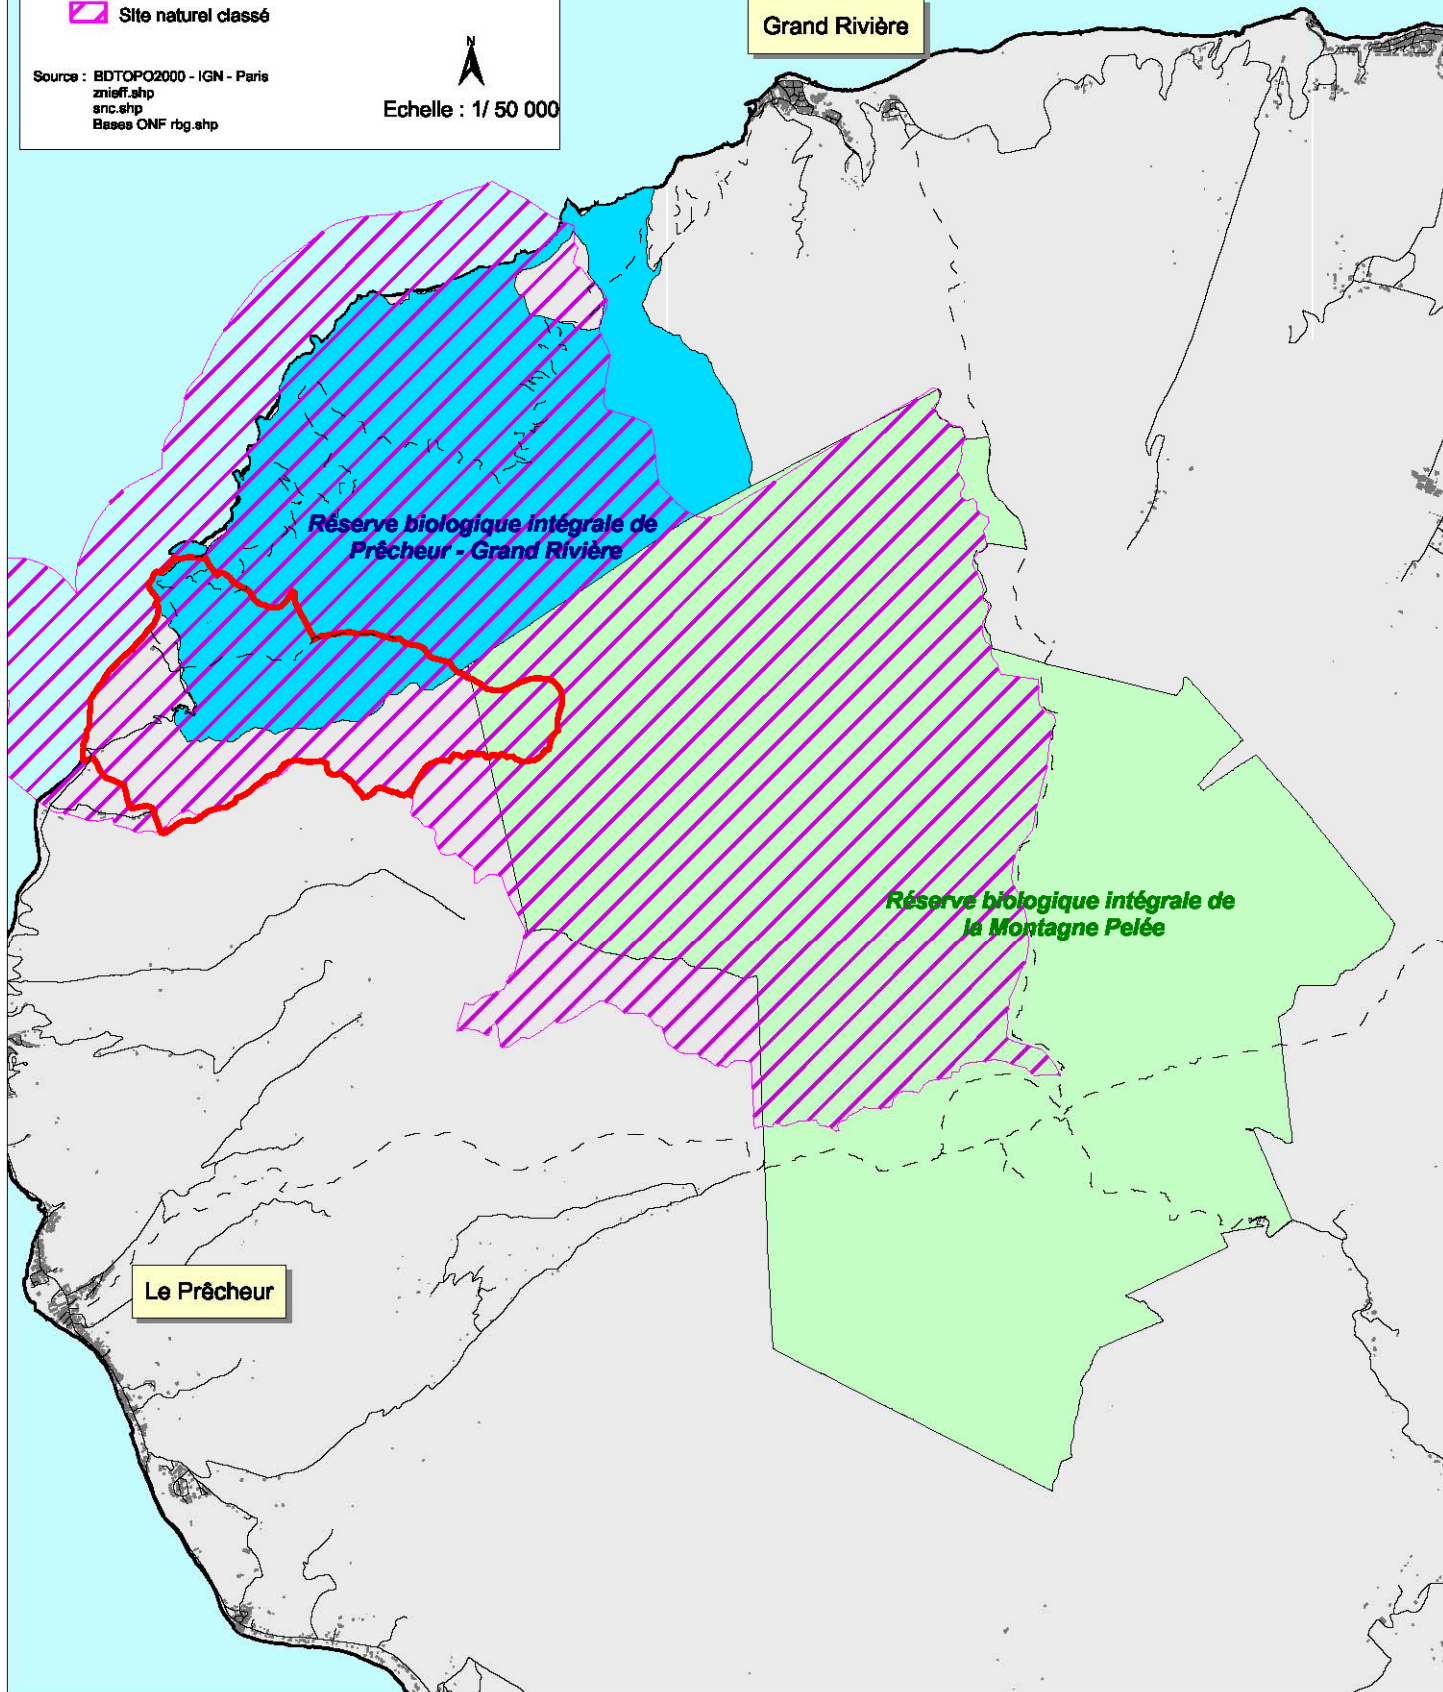 Site naturel classé
Source : BDTOPO2000 - IGN - Paris
znieff.shp
snc.shp
Bases ONF rbg.shp
N
Echelle : 1/ 50 000
Grand Rivière
Réserve biologique intégrale de
Prêcheur - Grand Rivière
Réserve biologique intégrale de
la Montagne Pelée
Le Prêcheur